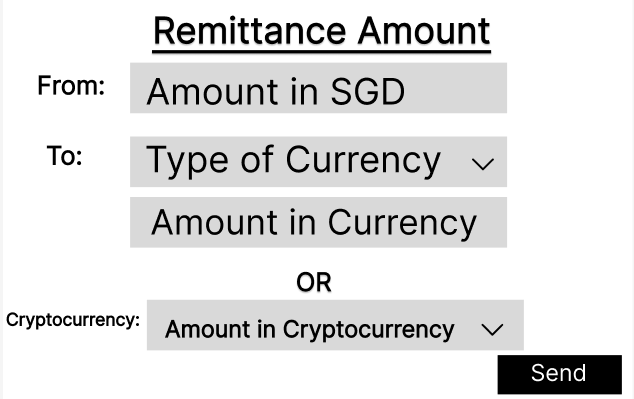 Remittance Amount
From: Amount in SGD
To: Type of Currency
Amount in Currency
OR
Cryptocurrency: Amount in Cryptocurrency
Send